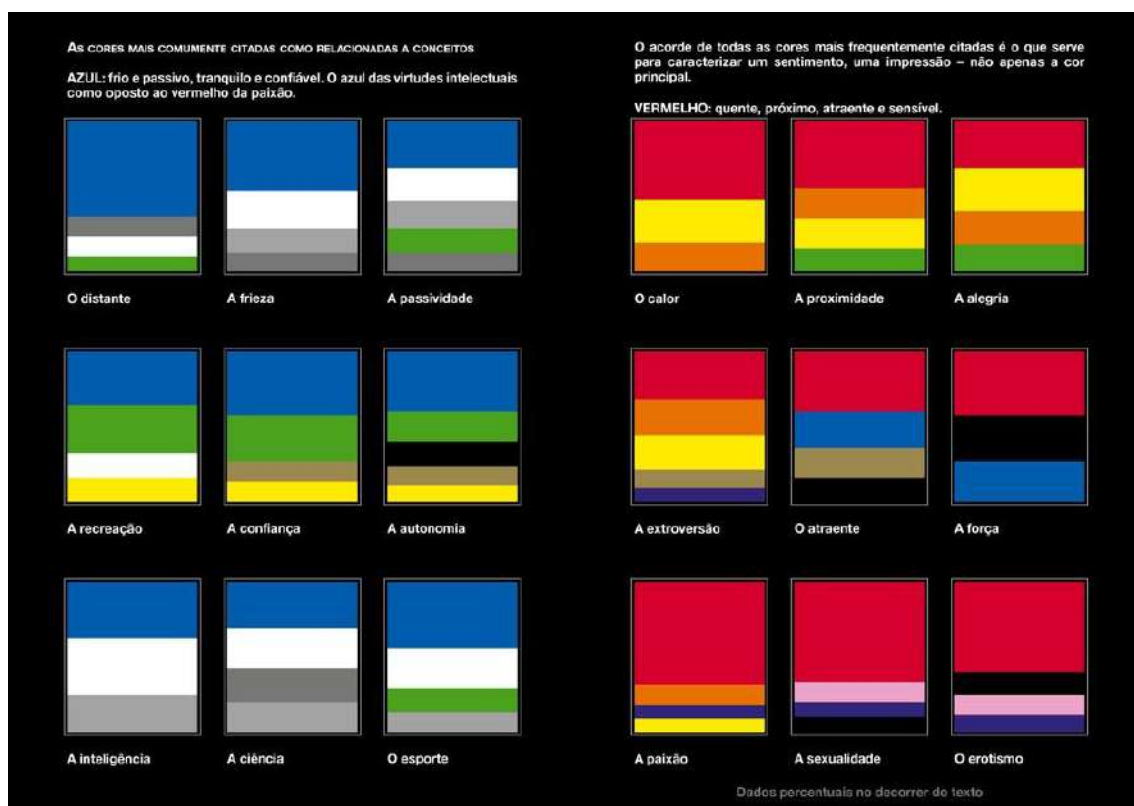 AS CORES MAIS COMUMENTE CITADAS COMO RELACIONADAS A CONCEITOS
AZUL: frio e passivo, tranquilo e confiável. O azul das virtudes intelectuais
como oposto ao vermelho da paixão.
O distante
A frieza
A passividade
A recreação
A confiança
A autonomia
A inteligência
A ciência
O esporte
O acorde de todas as cores mais frequentemente citadas é o que serve
para caracterizar um sentimento, uma impressão – não apenas a cor
principal.
VERMELHO: quente, próximo, atraente e sensível.
O calor
A proximidade
A alegria
A extroversão
O atraente
A força
A paixão
A sexualidade
O erotismo
Dados percentuais no decorrer do texto